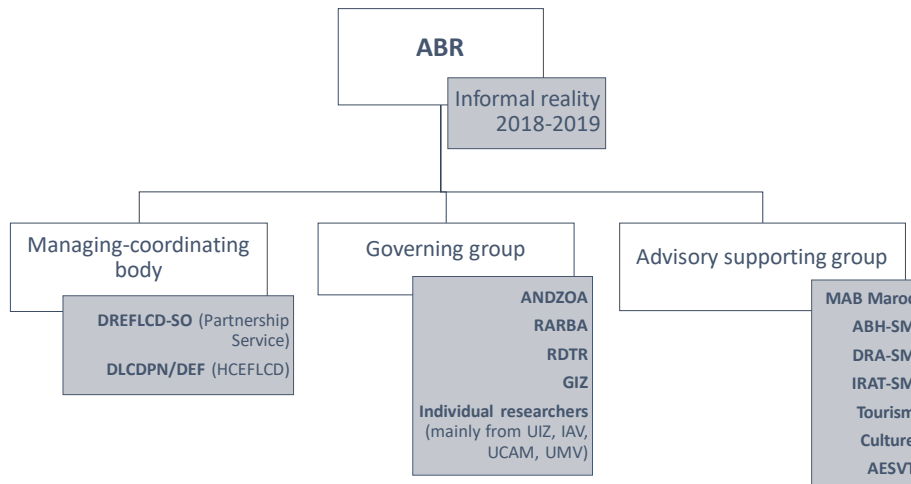 ABR
Informal reality
2018-2019
Managing-coordinating
body
DREFLCD-SO (Partnership
Service)
DLCDPN/DEF (HCEFLCD)
Governing group
ANDZOA
RARBA
RDTR
GIZ
Individual researchers
(mainly from UIZ, IAV,
UCAM, UMV)
Advisory supporting group
MAB Maroc
ABH-SM
DRA-SM
IRAT-SM
Tourism
Culture
AESVT